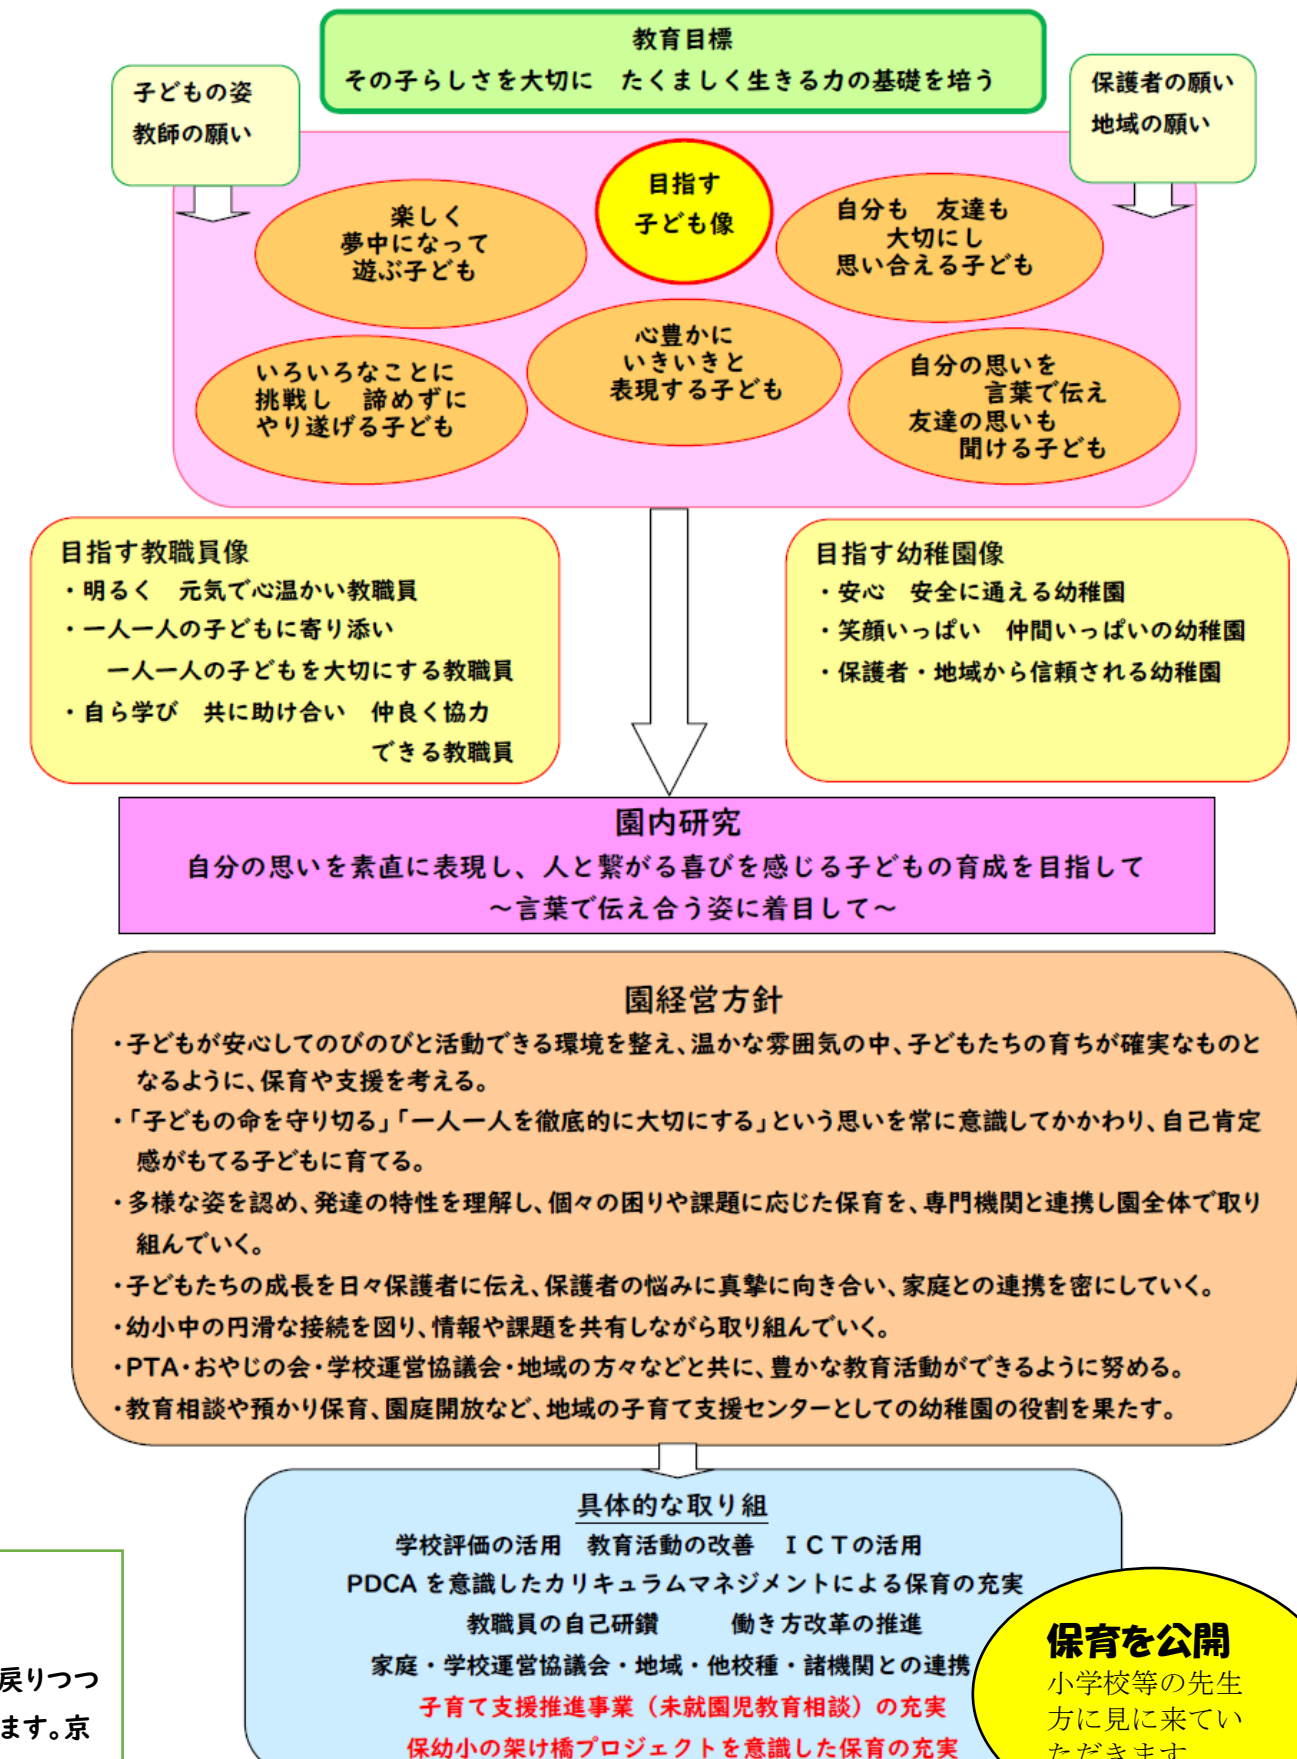 教育目標
その子らしさを大切に　たくましく生きる力の基礎を培う
子どもの姿
教師の願い
保護者の願い
地域の願い
目指す
子ども像
楽しく
夢中になって
遊ぶ子ども
自分も　友達も
大切にし
思い合える子ども
いろいろなことに
挑戦し　諦めずに
やり遂げる子ども
心豊かに
いきいきと
表現する子ども
自分の思いを
言葉で伝え
友達の思いも
聞ける子ども
目指す教職員像
・明るく　元気で心温かい教職員
・一人一人の子どもに寄り添い
一人一人の子どもを大切にする教職員
・自ら学び　共に助け合い　仲良く協力
できる教職員
目指す幼稚園像
・安心　安全に通える幼稚園
・笑顔いっぱい　仲間いっぱいの幼稚園
・保護者・地域から信頼される幼稚園
園内研究
自分の思いを素直に表現し、人と繋がる喜びを感じる子どもの育成を目指して
～言葉で伝え合う姿に着目して～
園経営方針
・子どもが安心してのびのびと活動できる環境を整え、温かな雰囲気の中、子どもたちの育ちが確実なものと
なるように、保育や支援を考える。
・「子どもの命を守り切る」「一人一人を徹底的に大切にする」という思いを常に意識してかかわり、自己肯定
感がもてる子どもに育てる。
・多様な姿を認め、発達の特性を理解し、個々の困りや課題に応じた保育を、専門機関と連携し園全体で取り
組んでいく。
・子どもたちの成長を日々保護者に伝え、保護者の悩みに真摯に向き合い、家庭との連携を密にしていく。
・幼小中の円滑な接続を図り、情報や課題を共有しながら取り組んでいく。
・PTA・おやじの会・学校運営協議会・地域の方々などと共に、豊かな教育活動ができるように努める。
・教育相談や預かり保育、園庭開放など、地域の子育て支援センターとしての幼稚園の役割を果たす。
具体的な取り組
学校評価の活用　教育活動の改善　ＩＣＴの活用
PDCA を意識したカリキュラムマネジメントによる保育の充実
教職員の自己研鑽　　　働き方改革の推進
家庭・学校運営協議会・地域・他校種・諸機関との連携
子育て支援推進事業（未就園児教育相談）の充実
保幼小の架け橋プロジェクトを意識した保育の充実
戻りつつ
ます。京
保育を公開
小学校等の先生
方に見に来てい
ただきます